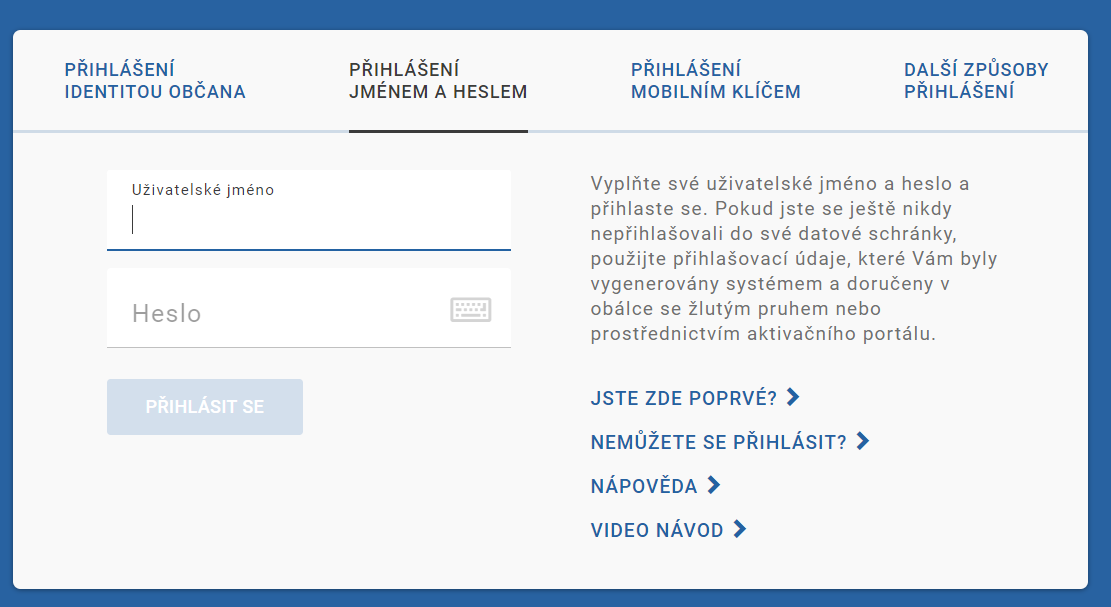 PŘIHLÁŠENÍ
IDENTITOU OBČANA
PŘIHLÁŠENÍ
JMÉNEM A HESLEM
PŘIHLÁŠENÍ
MOBILNÍM KLÍČEM
DALŠÍ ZPŮSOBY
PŘIHLÁŠENÍ
Uživatelské jméno
Heslo
PŘIHLÁSIT SE
Vyplňte své uživatelské jméno a heslo a
přihlaste se. Pokud jste se ještě nikdy
nepřihlašovali do své datové schránky,
použijte přihlašovací údaje, které Vám byly
vygenerovány systémem a doručeny v
obálce se žlutým pruhem nebo
prostřednictvím aktivačního portálu.
JSTE ZDE POPRVÉ?
NEMŮŽETE SE PŘIHLÁSIT?
NÁPOVĚDA
VIDEO NÁVOD